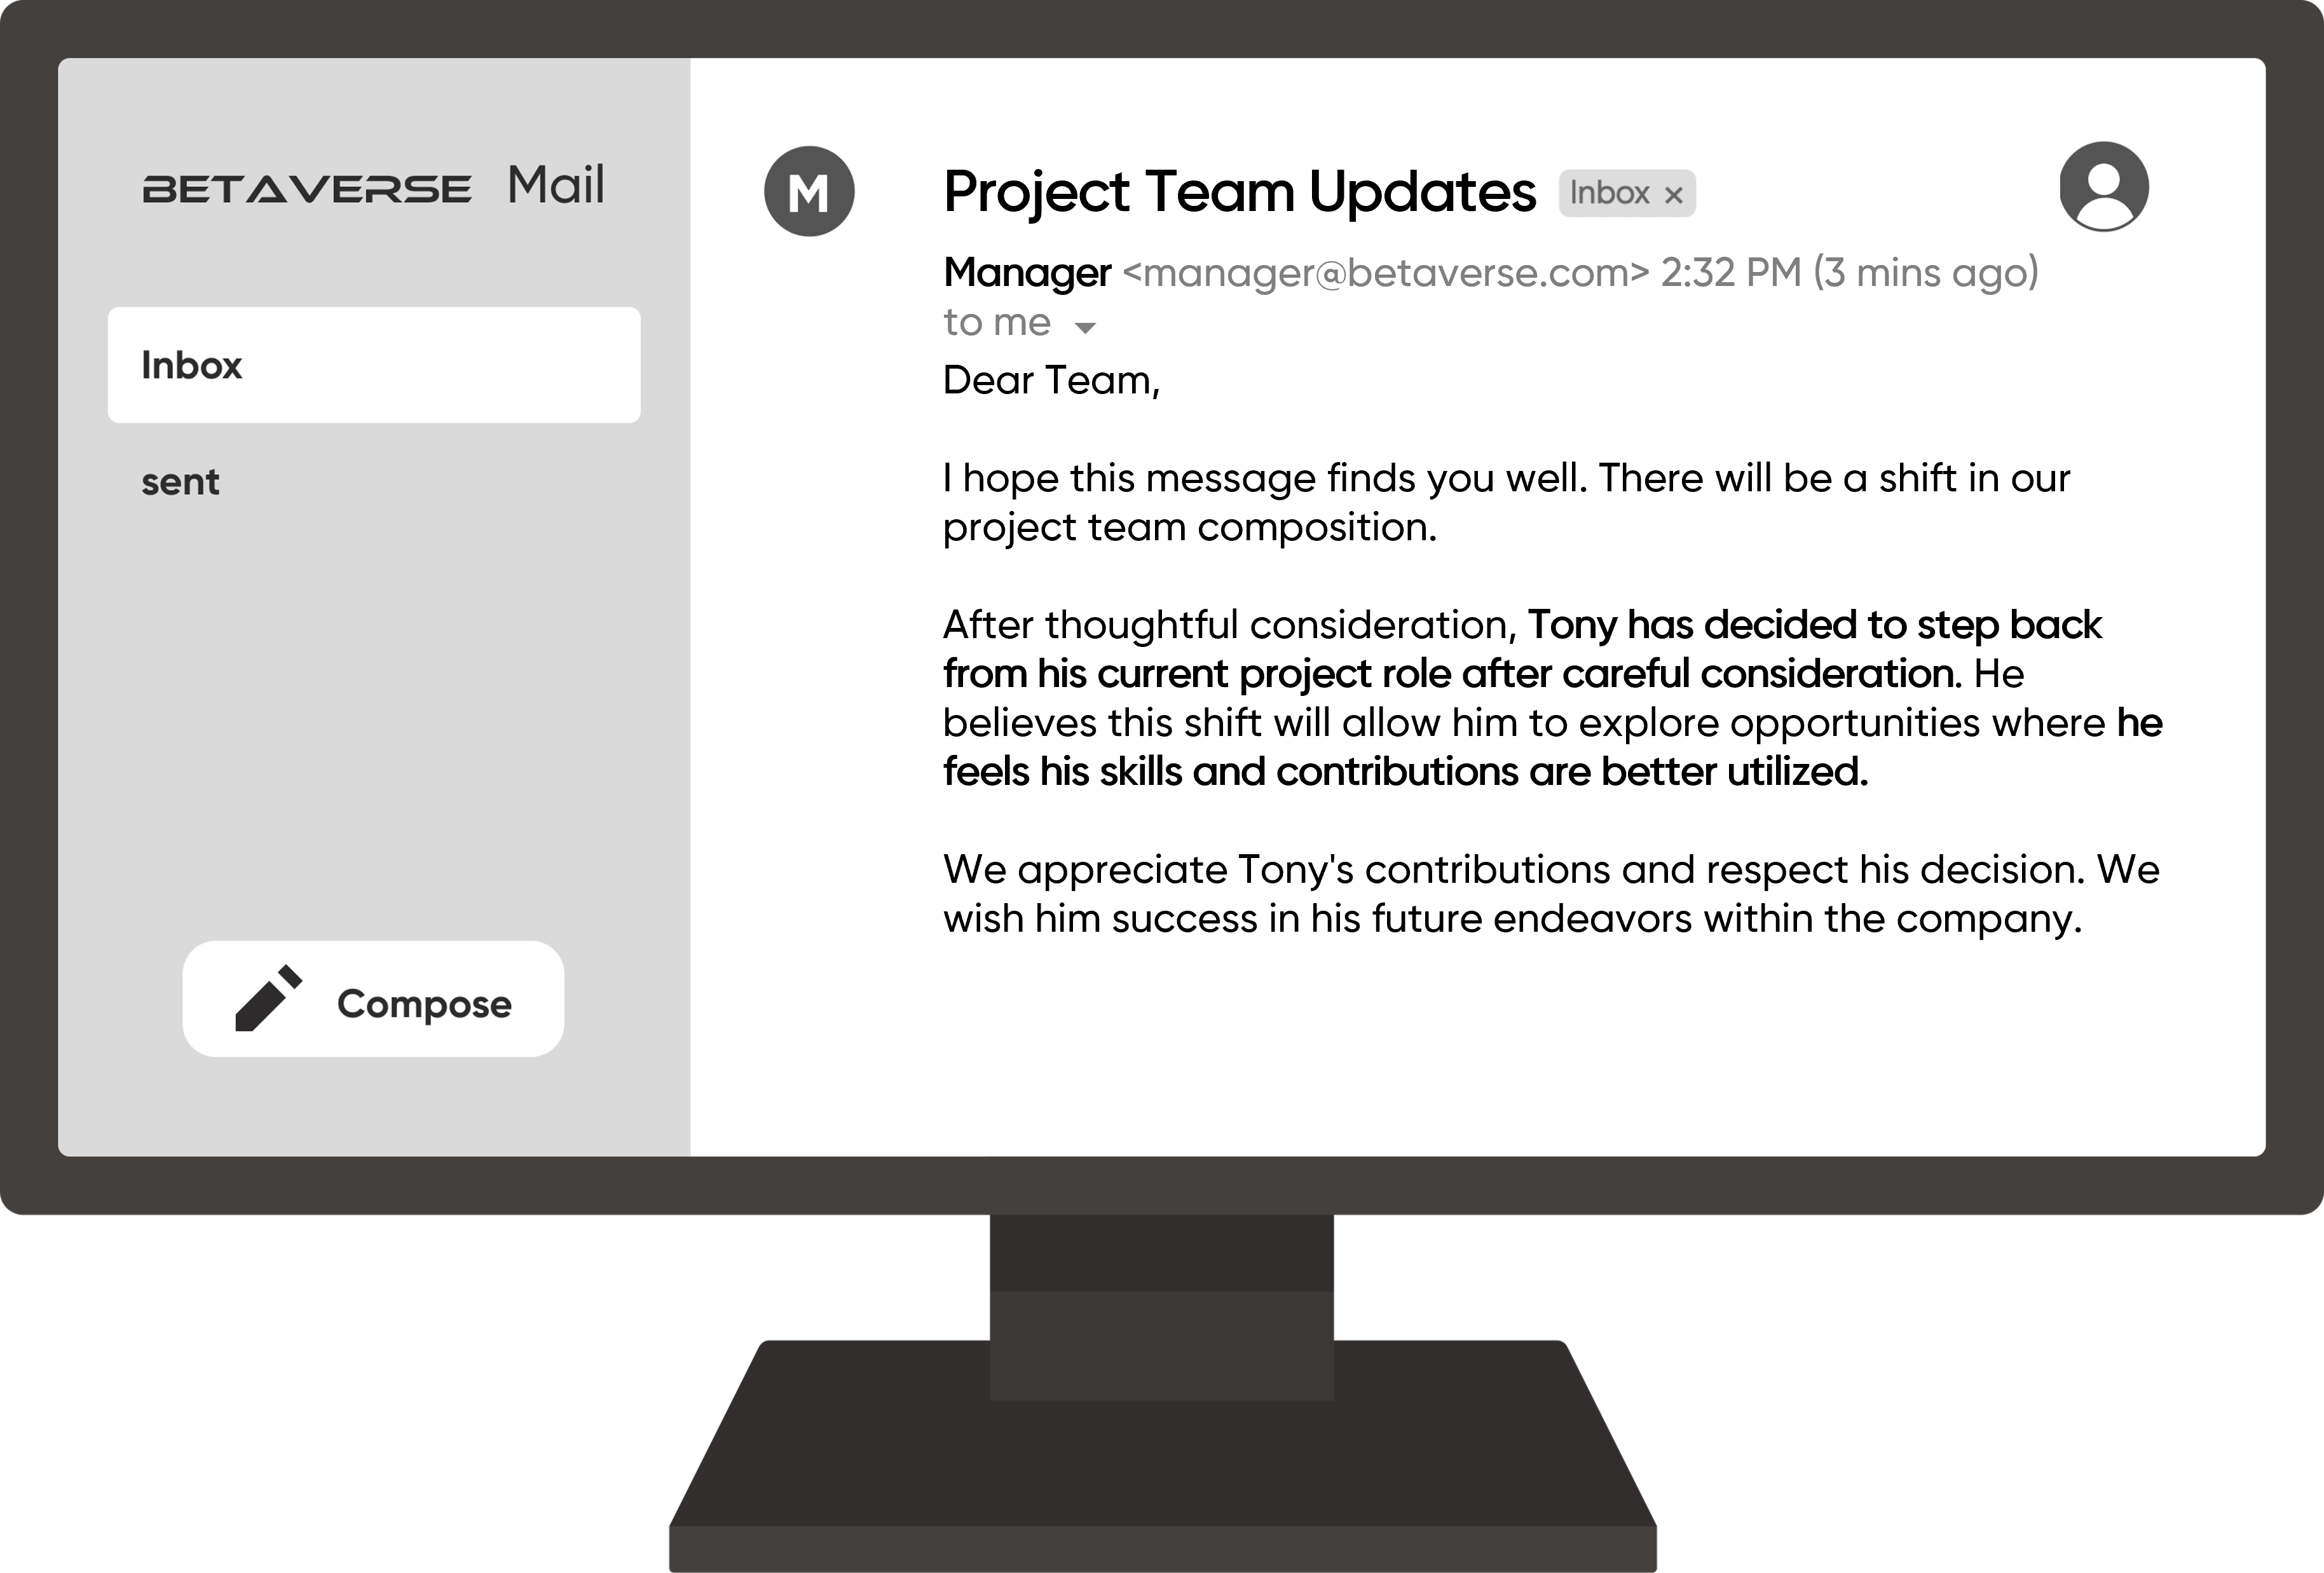 BETAVERSE Mail
Inbox
sent
Compose
M
Project Team Updates Inbox ×
Manager <manager@betaverse.com> 2:32 PM (3 mins ago)
to me
Dear Team,
I hope this message finds you well. There will be a shift in our
project team composition.
After thoughtful consideration, Tony has decided to step back
from his current project role after careful consideration. He
believes this shift will allow him to explore opportunities where he
feels his skills and contributions are better utilized.
We appreciate Tony's contributions and respect his decision. We
wish him success in his future endeavors within the company.